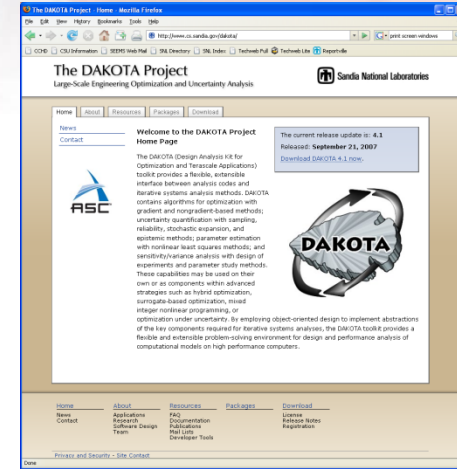 The DAKOTA Project - Home - Mozilla Firefox
File Edit View History Bookmarks Tools Help
http://www.cs.sandia.gov/dakota/
print screen windows
CCHD CSU Information SEEMS Web Mail SNL Directory SNL Index Techweb Full Techweb Lite Reportville
The DAKOTA Project
Large-Scale Engineering Optimization and Uncertainty Analysis
Sandia National Laboratories
Home About Resources Packages Download
News
Contact
ASC
Welcome to the DAKOTA Project
Home Page
The DAKOTA (Design Analysis Kit for
Optimization and Terascale Applications)
toolkit provides a flexible, extensible
interface between analysis codes and
iterative systems analysis methods. DAKOTA
contains algorithms for optimization with
gradient and nongradient-based methods;
uncertainty quantification with sampling,
reliability, stochastic expansion, and
epistemic methods; parameter estimation
with nonlinear least squares methods; and
sensitivity/variance analysis with design of
experiments and parameter study methods.
These capabilities may be used on their
own or as components within advanced
strategies such as hybrid optimization,
surrogate-based optimization, mixed
integer nonlinear programming, or
optimization under uncertainty. By employing object-oriented design to implement abstractions
of the key components required for iterative systems analyses, the DAKOTA toolkit provides a
flexible and extensible problem-solving environment for design and performance analysis of
computational models on high performance computers.
The current release update is: 4.1
Released: September 21, 2007
Download DAKOTA 4.1 now.
DAKOTA
Home About Resources Packages Download
News Applications FAQ License
Contact Research Documentation Release Notes
Software Design Publications Registration
Team Mail Lists
Developer Tools
Privacy and Security - Site Contact
Done